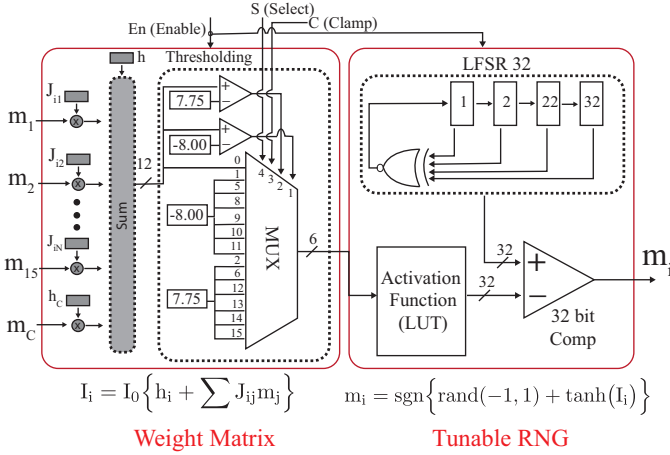 S (Select)
En (Enable)
C (Clamp)
h
Thresholding
LFSR 32
J_i1
m_1
x
+
7.75
−
1
2
22
32
+
-8.00
−
J_i2
m_2
x
12
Sum
0
1
5
8
9
10
11
2
6
12
13
14
15
4
3
2
1
-8.00
7.75
MUX
6
J_iN
m_15
x
h_C
m_C
x
Activation
Function
(LUT)
32
32
+
−
32 bit
Comp
m_i
I_i = I_0{h_i + ∑ J_ij m_j}
m_i = sgn{rand(−1, 1) + tanh(I_i)}
Weight Matrix
Tunable RNG